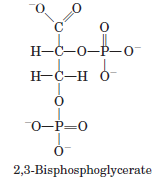 ⁻O O
C O
H—C—O—P—O⁻
H—C—H O⁻
O
⁻O—P=O
O⁻
2,3-Bisphosphoglycerate